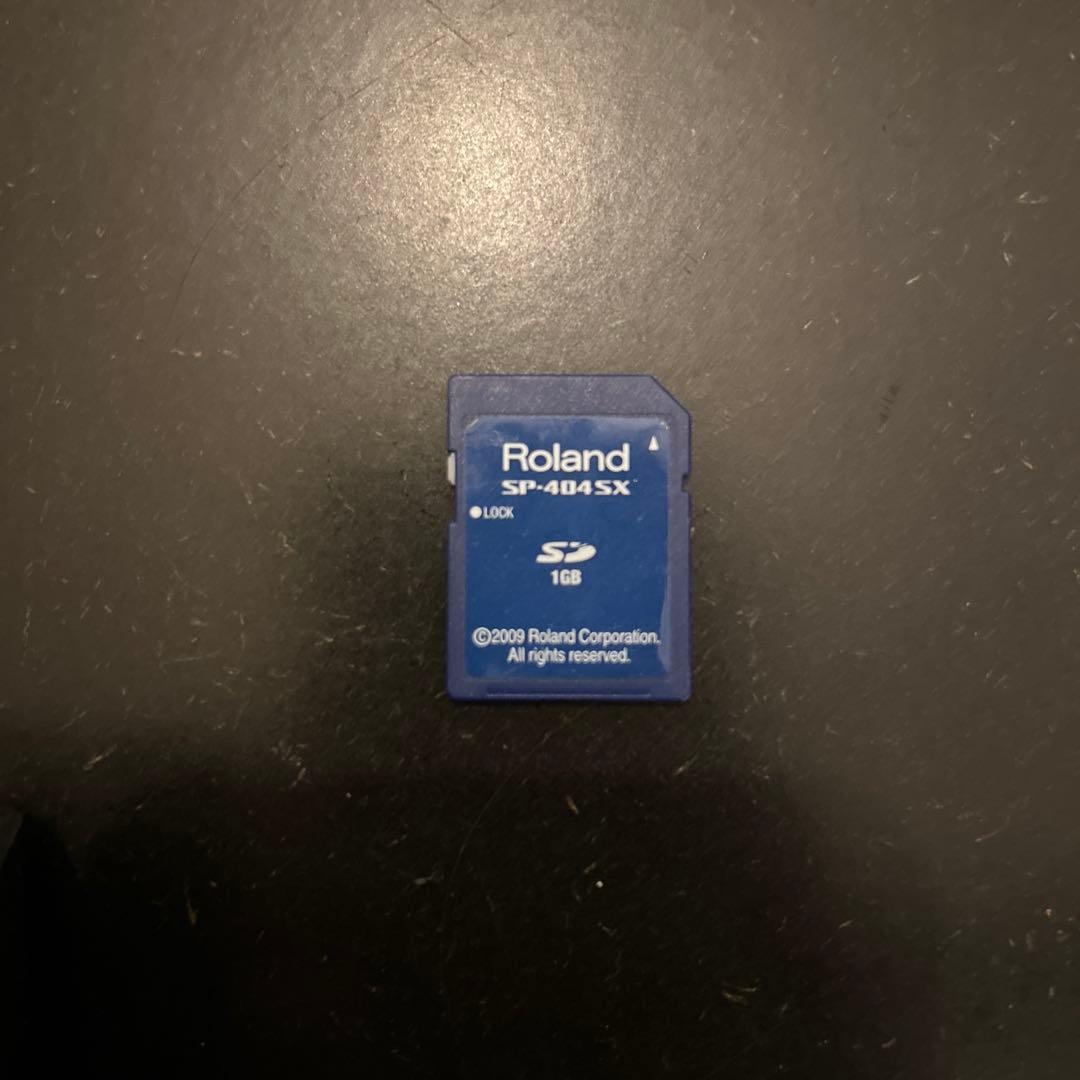 Roland
SP-404SX
LOCK
SD
1GB
©2009 Roland Corporation.
All rights reserved.